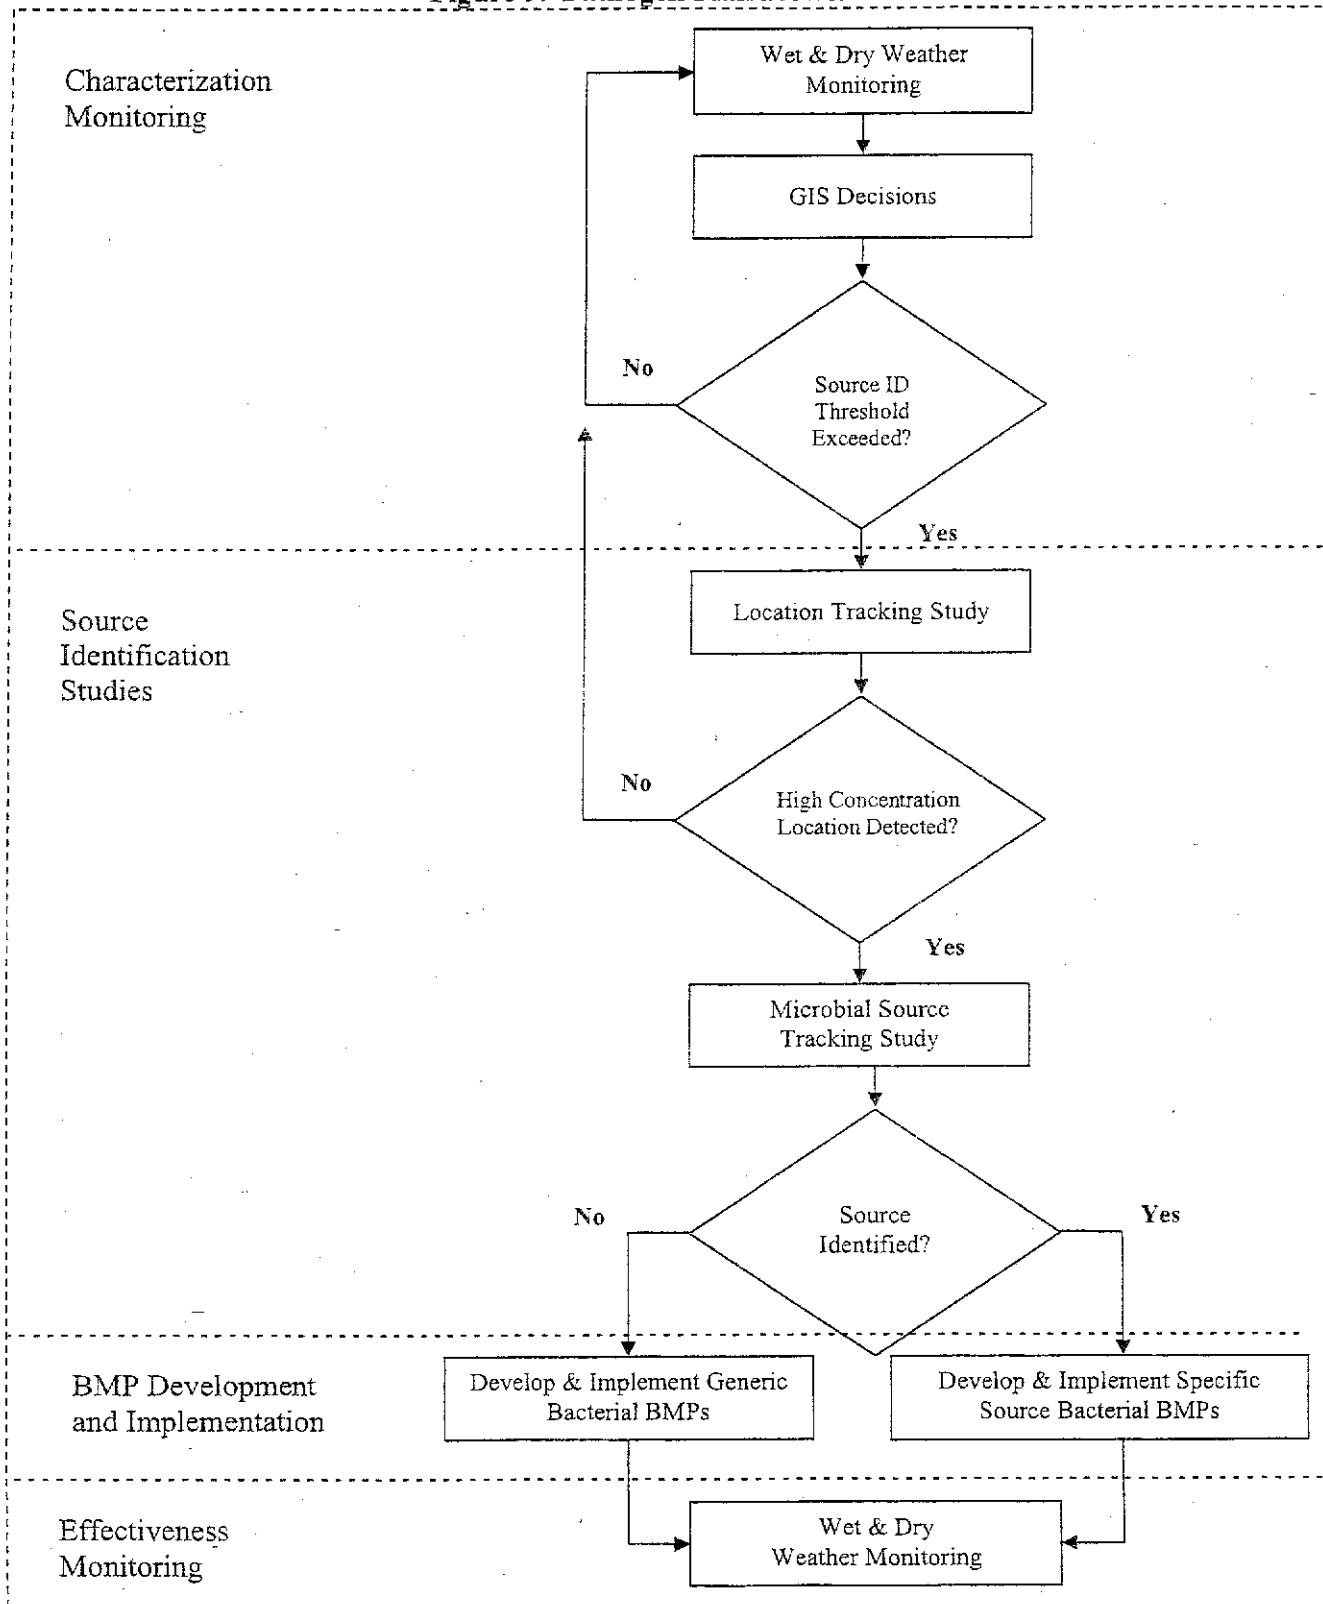 Characterization
Monitoring
Wet & Dry Weather
Monitoring
GIS Decisions
No
Source ID
Threshold
Exceeded?
Yes
Source
Identification
Studies
Location Tracking Study
No
High Concentration
Location Detected?
Yes
Microbial Source
Tracking Study
No
Source
Identified?
Yes
BMP Development
and Implementation
Develop & Implement Generic
Bacterial BMPs
Develop & Implement Specific
Source Bacterial BMPs
Effectiveness
Monitoring
Wet & Dry
Weather Monitoring